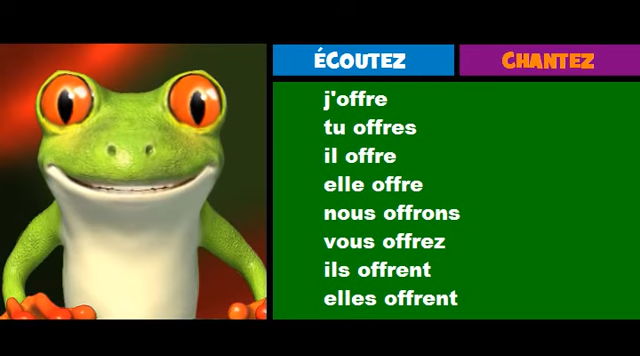 ÉCOUTEZ
CHANTEZ
j'offre
tu offres
il offre
elle offre
nous offrons
vous offrez
ils offrent
elles offrent